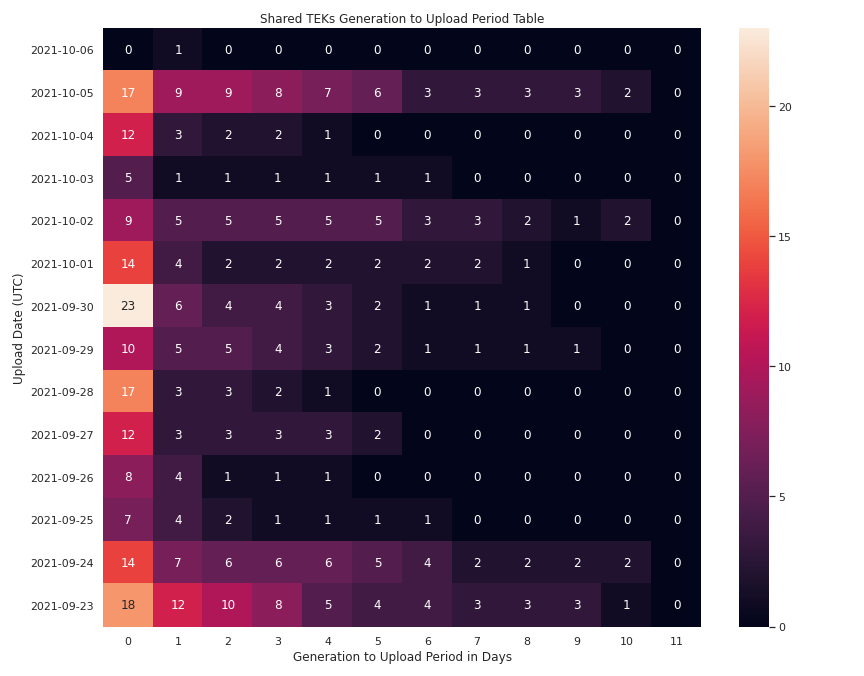 Shared TEKs Generation to Upload Period Table
Upload Date (UTC)
2021-10-06 0 1 0 0 0 0 0 0 0 0 0 0
2021-10-05 17 9 9 8 7 6 3 3 3 3 2 0
2021-10-04 12 3 2 2 1 0 0 0 0 0 0 0
2021-10-03 5 1 1 1 1 1 1 0 0 0 0 0
2021-10-02 9 5 5 5 5 5 3 3 2 1 2 0
2021-10-01 14 4 2 2 2 2 2 2 1 0 0 0
2021-09-30 23 6 4 4 3 2 1 1 1 0 0 0
2021-09-29 10 5 5 4 3 2 1 1 1 1 0 0
2021-09-28 17 3 3 2 1 0 0 0 0 0 0 0
2021-09-27 12 3 3 3 3 2 0 0 0 0 0 0
2021-09-26 8 4 1 1 1 0 0 0 0 0 0 0
2021-09-25 7 4 2 1 1 1 1 0 0 0 0 0
2021-09-24 14 7 6 6 6 5 4 2 2 2 2 0
2021-09-23 18 12 10 8 5 4 4 3 3 3 1 0
0 1 2 3 4 5 6 7 8 9 10 11
Generation to Upload Period in Days
20
15
10
5
0